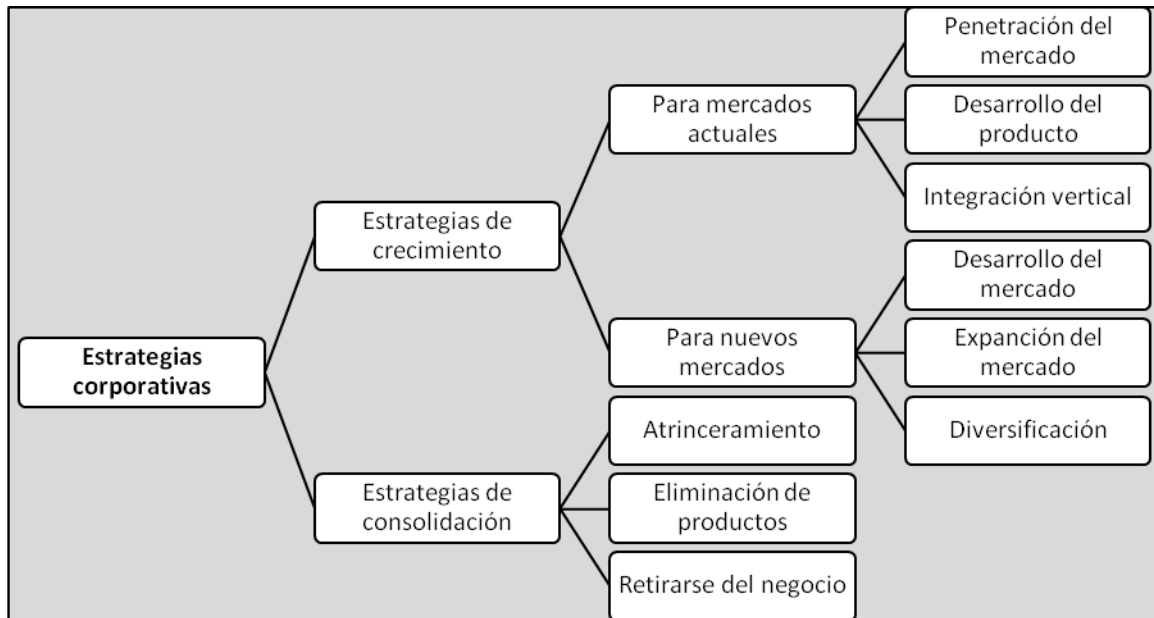 Estrategias
corporativas
Estrategias de
crecimiento
Para mercados
actuales
Penetración del
mercado
Desarrollo del
producto
Integración vertical
Para nuevos
mercados
Desarrollo del
mercado
Expanción del
mercado
Diversificación
Estrategias de
consolidación
Atrinceramiento
Eliminación de
productos
Retirarse del negocio